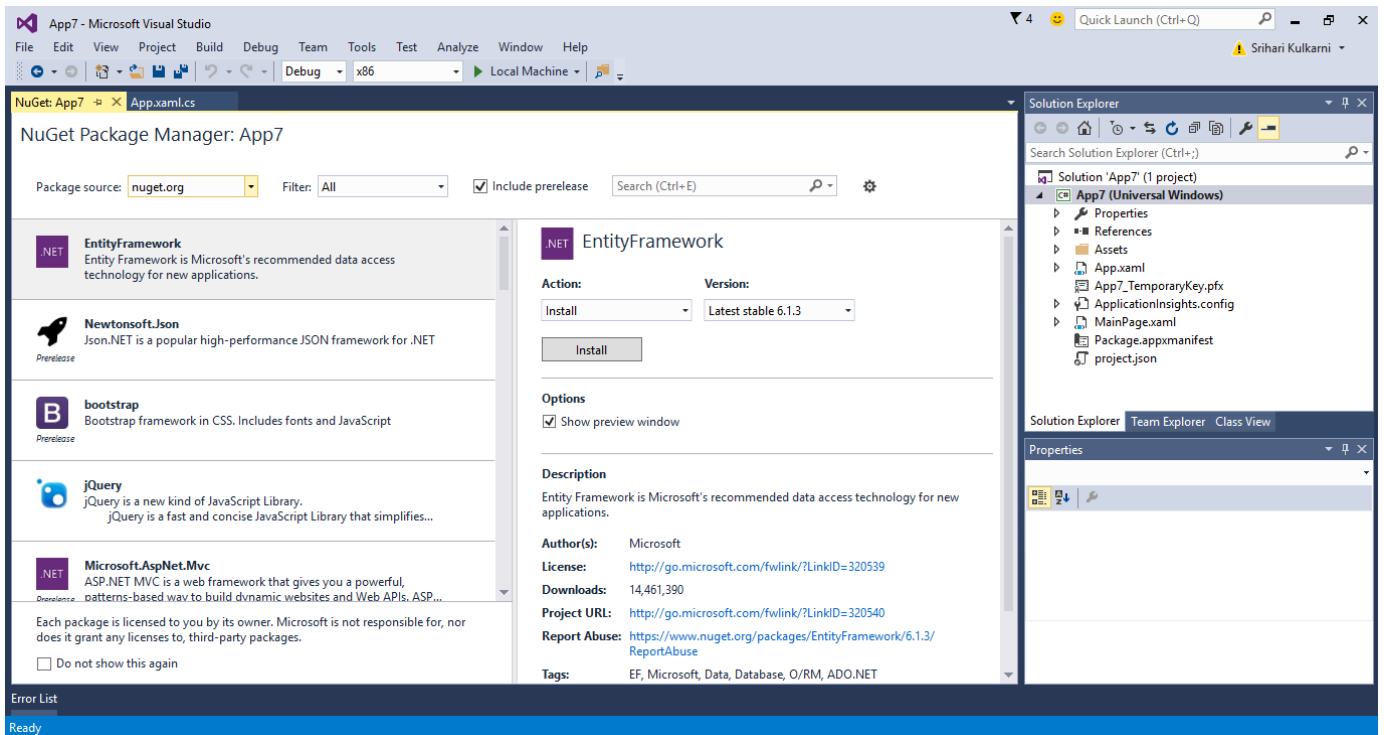 App7 - Microsoft Visual Studio
4
Quick Launch (Ctrl+Q)
File Edit View Project Build Debug Team Tools Test Analyze Window Help
Srihari Kulkarni
Debug x86 Local Machine
NuGet: App7 App.xaml.cs
NuGet Package Manager: App7
Package source: nuget.org Filter: All Include prerelease Search (Ctrl+E)
.NET
EntityFramework
Entity Framework is Microsoft's recommended data access
technology for new applications.
Newtonsoft.Json
Json.NET is a popular high-performance JSON framework for .NET
Prerelease
B
bootstrap
Bootstrap framework in CSS. Includes fonts and JavaScript
Prerelease
jQuery
jQuery is a new kind of JavaScript Library.
jQuery is a fast and concise JavaScript Library that simplifies...
.NET
Microsoft.AspNet.Mvc
ASP.NET MVC is a web framework that gives you a powerful,
Prerelease patterns-based way to build dynamic websites and Web APIs. ASP...
Each package is licensed to you by its owner. Microsoft is not responsible for, nor
does it grant any licenses to, third-party packages.
Do not show this again
.NET EntityFramework
Action: Version:
Install Latest stable 6.1.3
Install
Options
Show preview window
Description
Entity Framework is Microsoft's recommended data access technology for new
applications.
Author(s): Microsoft
License: http://go.microsoft.com/fwlink/?LinkID=320539
Downloads: 14,461,390
Project URL: http://go.microsoft.com/fwlink/?LinkID=320540
Report Abuse: https://www.nuget.org/packages/EntityFramework/6.1.3/
ReportAbuse
Tags: EF, Microsoft, Data, Database, O/RM, ADO.NET
Solution Explorer
Search Solution Explorer (Ctrl+;)
Solution 'App7' (1 project)
C# App7 (Universal Windows)
Properties
References
Assets
App.xaml
App7_TemporaryKey.pfx
ApplicationInsights.config
MainPage.xaml
Package.appxmanifest
project.json
Solution Explorer Team Explorer Class View
Properties
Error List
Ready